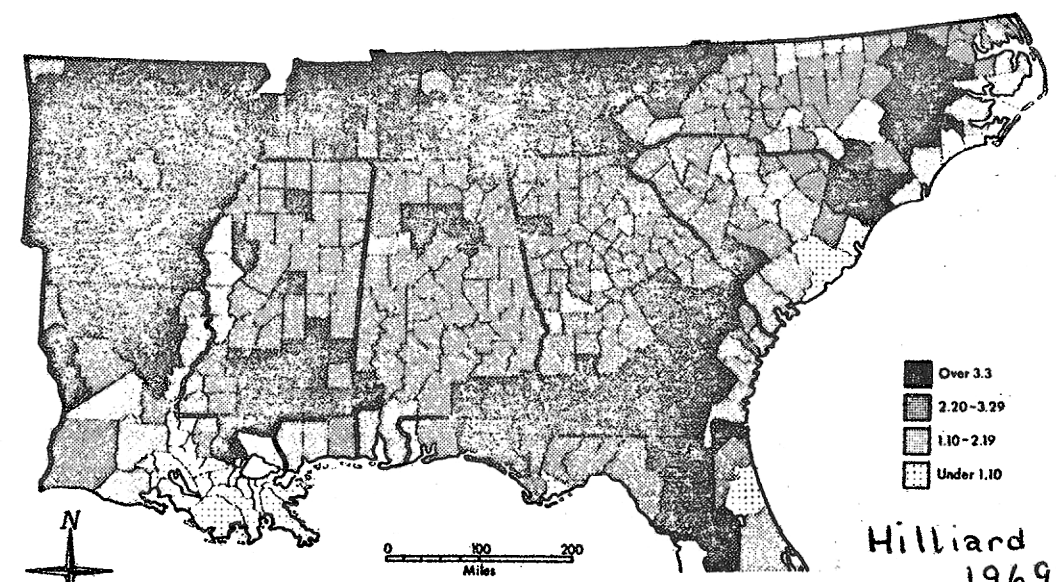 Over 3.3
2.20-3.29
1.10-2.19
Under 1.10
N
0 100 200
Miles
Hilliard
1969